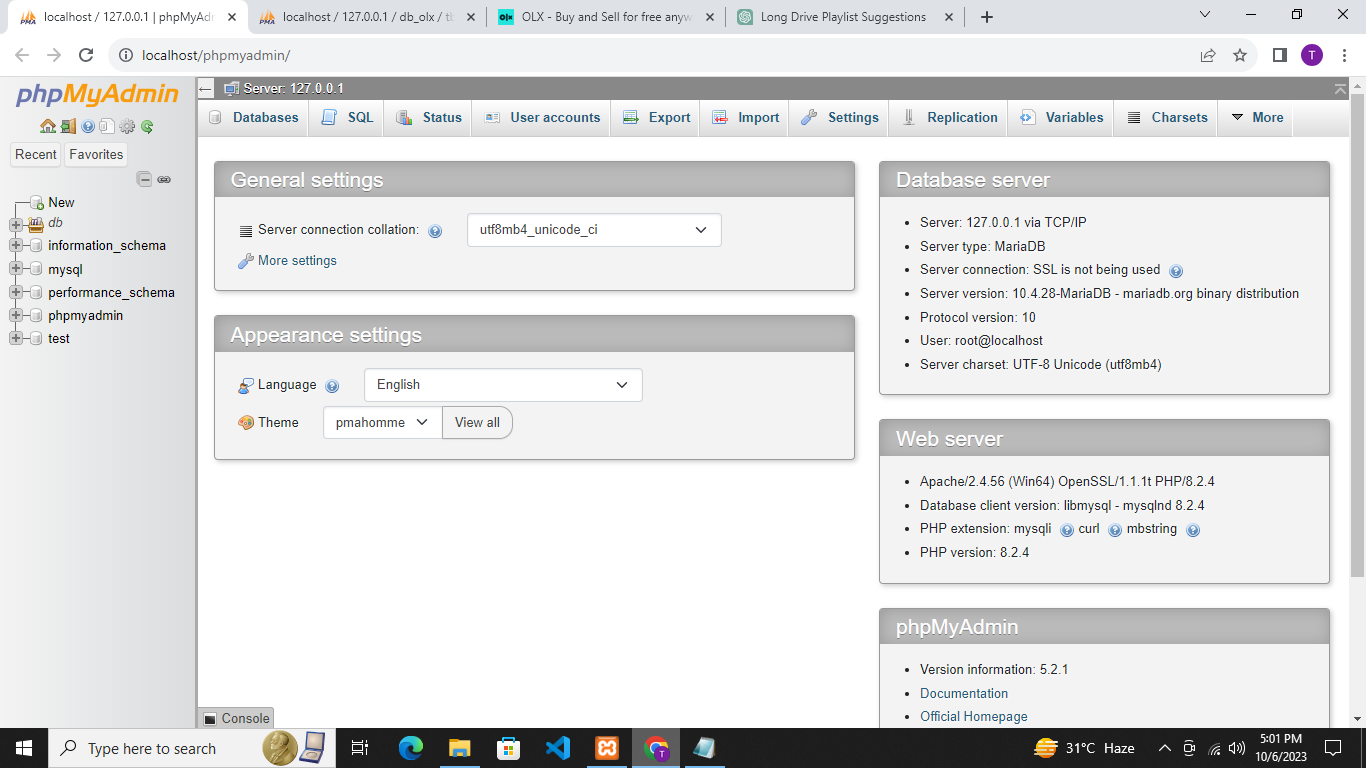 localhost / 127.0.0.1 | phpMyAdm
localhost / 127.0.0.1 / db_olx / tb
OLX - Buy and Sell for free anyw
Long Drive Playlist Suggestions
localhost/phpmyadmin/
T
phpMyAdmin
Recent
Favorites
New
db
information_schema
mysql
performance_schema
phpmyadmin
test
Server: 127.0.0.1
Databases
SQL
Status
User accounts
Export
Import
Settings
Replication
Variables
Charsets
More
General settings
Server connection collation:
utf8mb4_unicode_ci
More settings
Appearance settings
Language
English
Theme
pmahomme
View all
Database server
Server: 127.0.0.1 via TCP/IP
Server type: MariaDB
Server connection: SSL is not being used
Server version: 10.4.28-MariaDB - mariadb.org binary distribution
Protocol version: 10
User: root@localhost
Server charset: UTF-8 Unicode (utf8mb4)
Web server
Apache/2.4.56 (Win64) OpenSSL/1.1.1t PHP/8.2.4
Database client version: libmysql - mysqlnd 8.2.4
PHP extension: mysqli curl mbstring
PHP version: 8.2.4
phpMyAdmin
Version information: 5.2.1
Documentation
Official Homepage
Console
Type here to search
31°C Haze
5:01 PM
10/6/2023